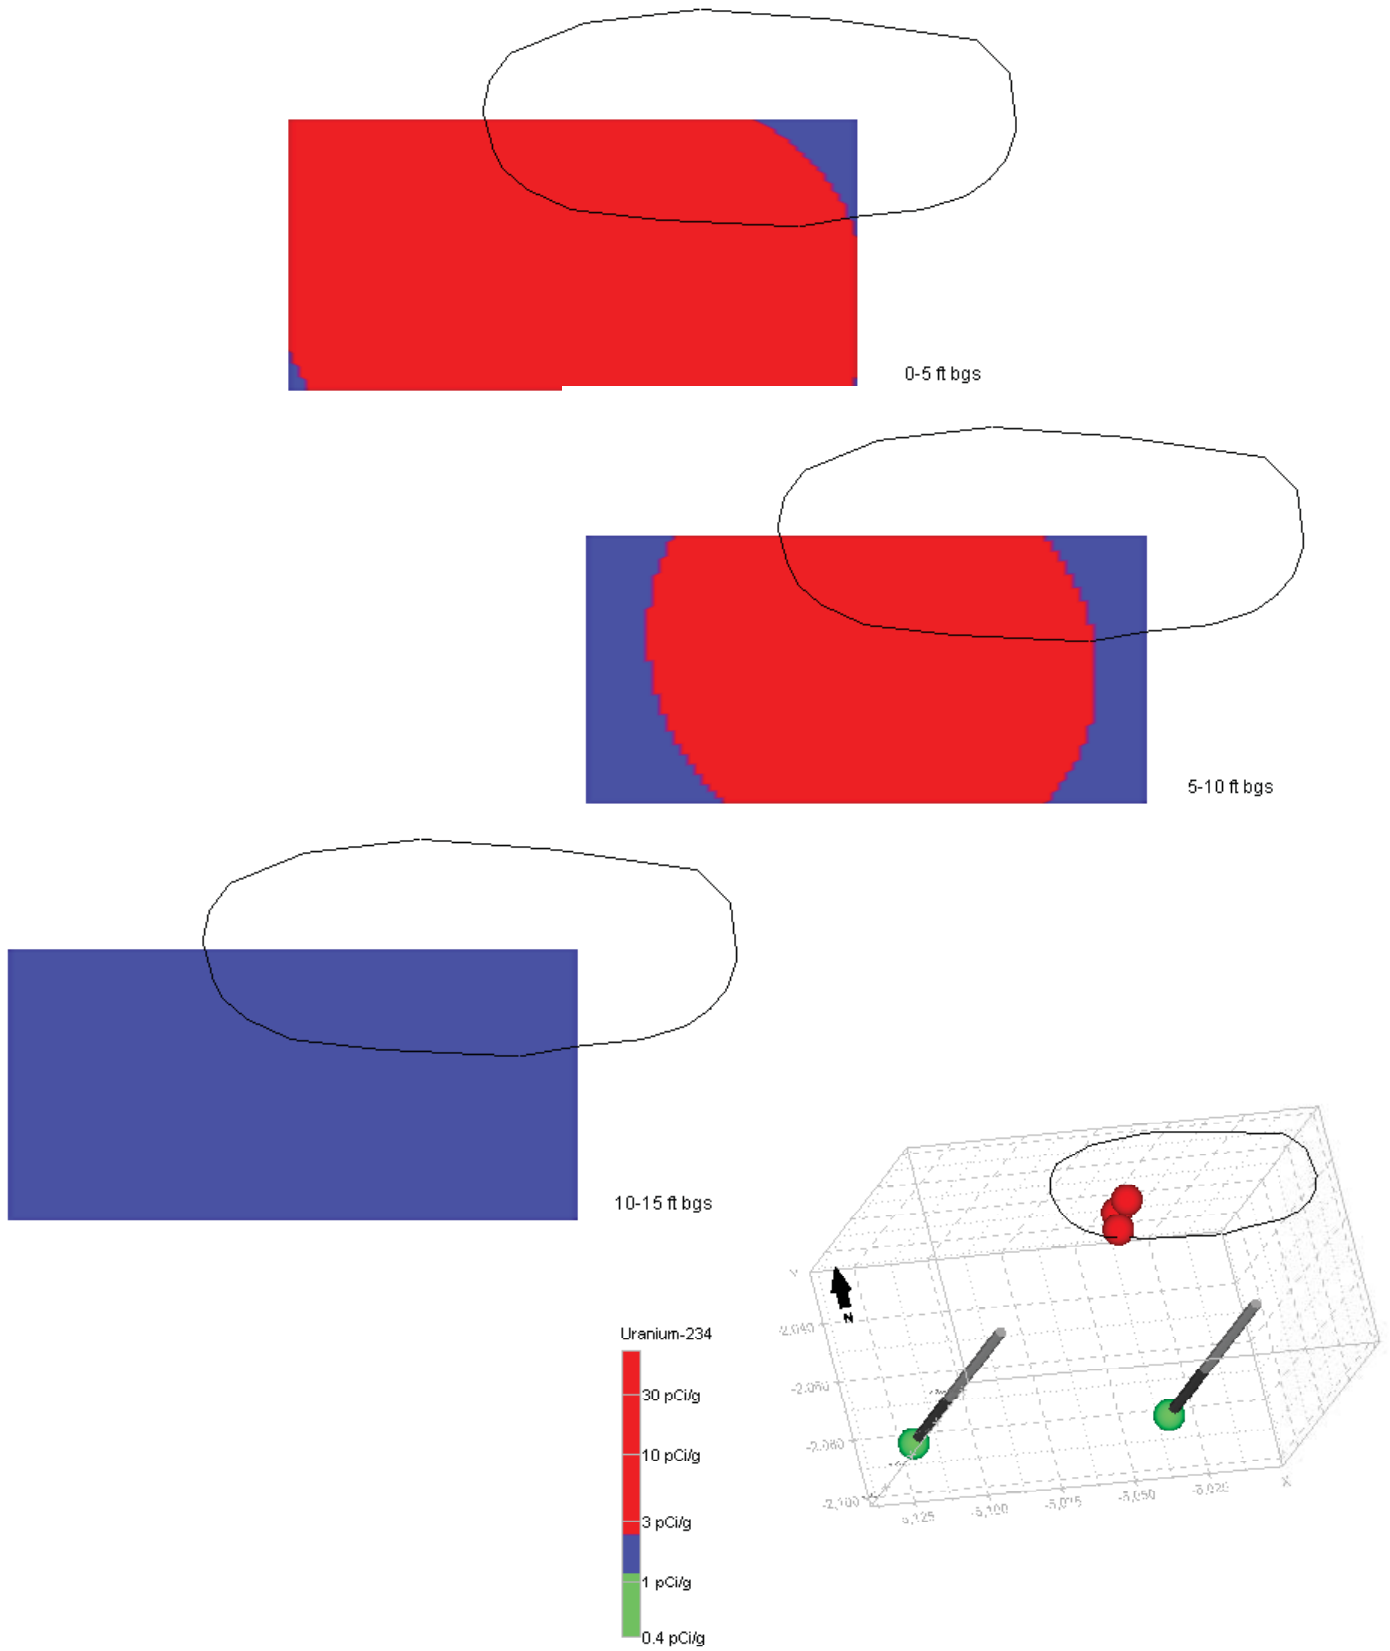 0-5 ft bgs
5-10 ft bgs
10-15 ft bgs
Y
N
-2,040
-2,060
-2,080
-2,100
-5,100
-5,075
-5,050
X
Uranium-234
30 pCi/g
10 pCi/g
3 pCi/g
1 pCi/g
0.4 pCi/g